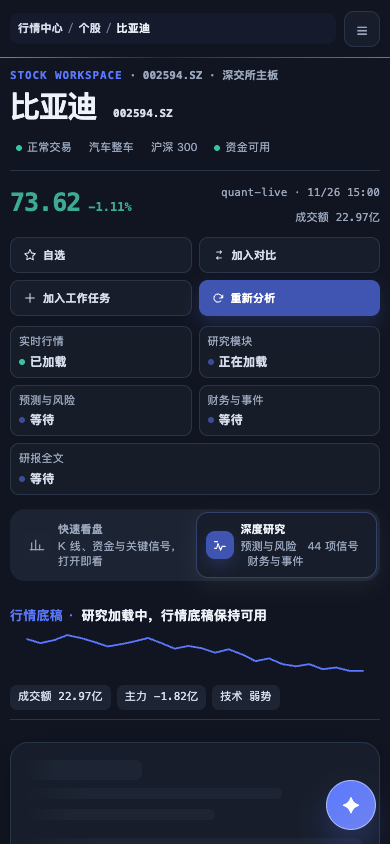 行情中心 / 个股 / 比亚迪
STOCK WORKSPACE · 002594.SZ · 深交所主板
比亚迪 002594.SZ
正常交易 汽车整车 沪深 300 资金可用
73.62 −1.11%
quant-live · 11/26 15:00
成交额 22.97亿
自选
加入对比
加入工作任务
重新分析
实时行情
已加载
研究模块
正在加载
预测与风险
等待
财务与事件
等待
研报全文
等待
快速看盘
K 线、资金与关键信号，
打开即看
深度研究
预测与风险 44 项信号
财务与事件
行情底稿 · 研究加载中，行情底稿保持可用
成交额 22.97亿
主力 −1.82亿
技术 弱势